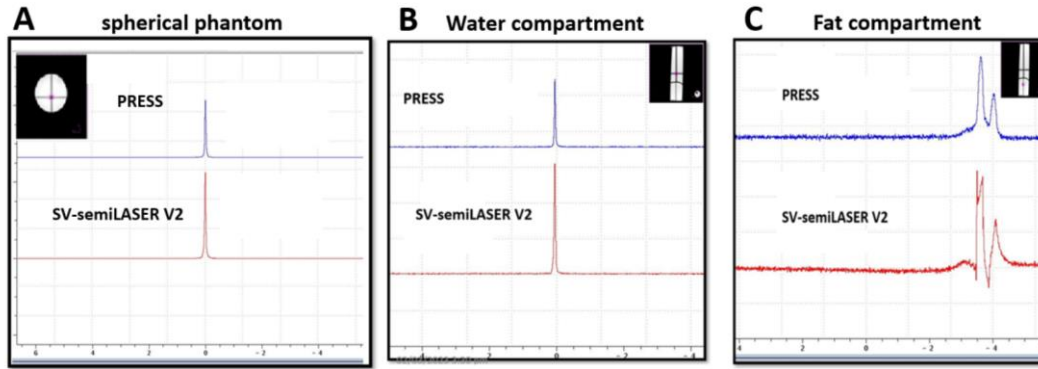 A spherical phantom
PRESS
SV-semiLASER V2
6 4 2 0 -2 -4
B Water compartment
PRESS
SV-semiLASER V2
4 2 0 -2 -4
C Fat compartment
PRESS
SV-semiLASER V2
4 2 0 -2 -4